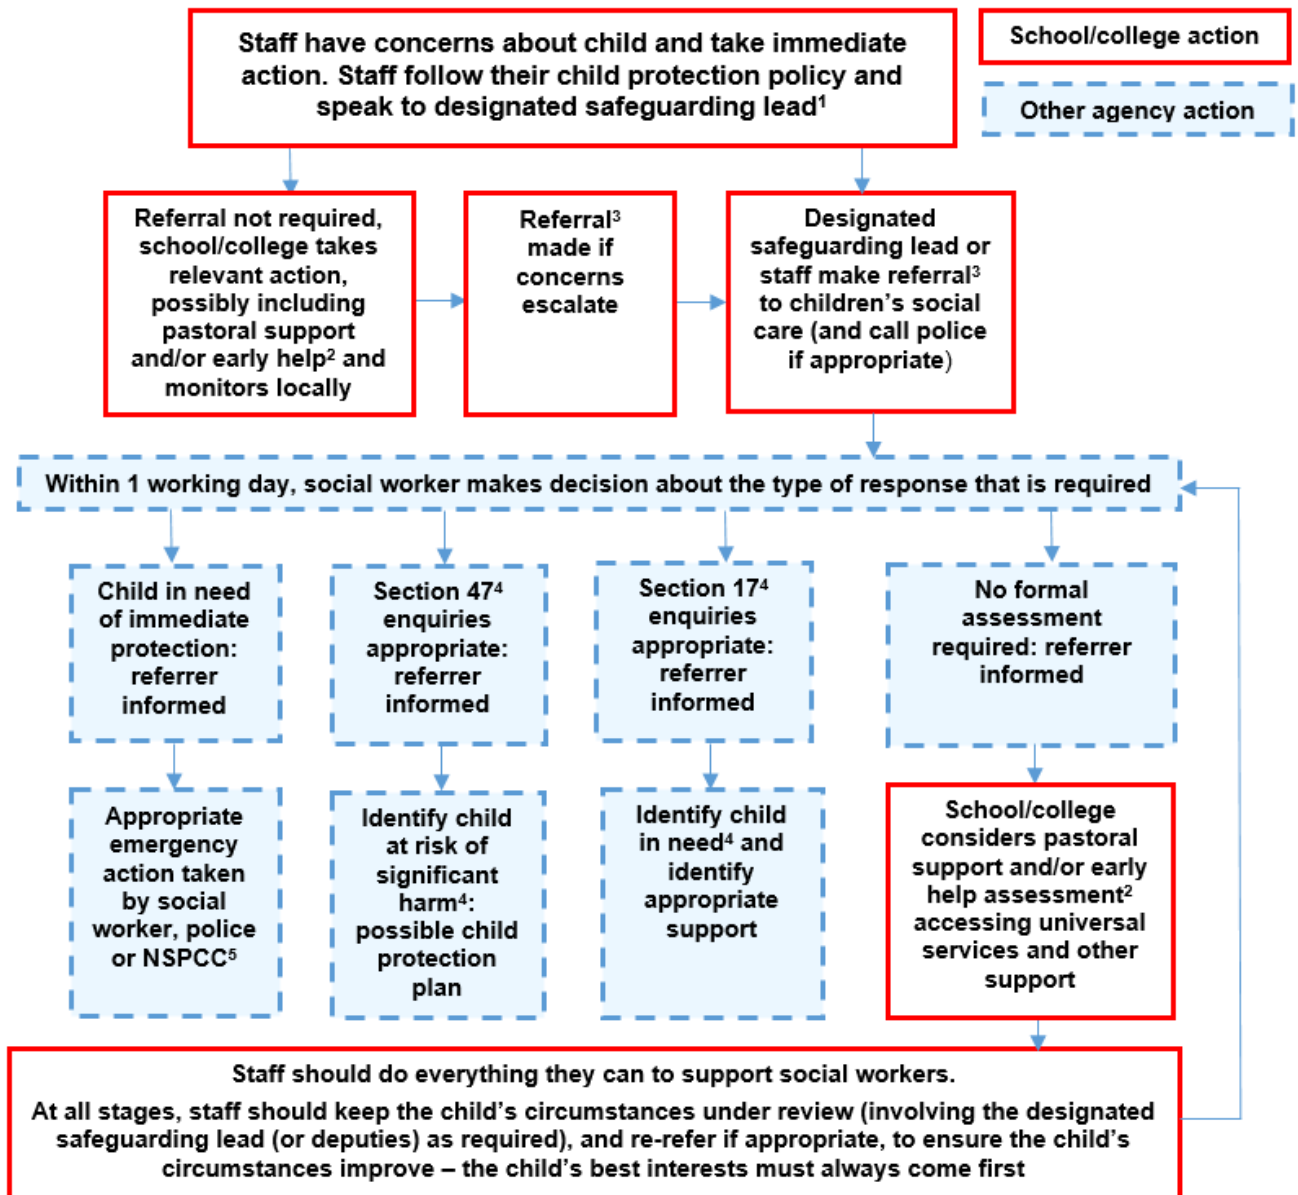 Staff have concerns about child and take immediate
action. Staff follow their child protection policy and
speak to designated safeguarding lead¹
School/college action
Other agency action
Referral not required,
school/college takes
relevant action,
possibly including
pastoral support
and/or early help² and
monitors locally
Referral³
made if
concerns
escalate
Designated
safeguarding lead or
staff make referral³
to children’s social
care (and call police
if appropriate)
Within 1 working day, social worker makes decision about the type of response that is required
Child in need
of immediate
protection:
referrer
informed
Section 47⁴
enquiries
appropriate:
referrer
informed
Section 17⁴
enquiries
appropriate:
referrer
informed
No formal
assessment
required: referrer
informed
Appropriate
emergency
action taken
by social
worker, police
or NSPCC⁵
Identify child
at risk of
significant
harm⁴:
possible child
protection
plan
Identify child
in need⁴ and
identify
appropriate
support
School/college
considers pastoral
support and/or early
help assessment²
accessing universal
services and other
support
Staff should do everything they can to support social workers.
At all stages, staff should keep the child’s circumstances under review (involving the designated
safeguarding lead (or deputies) as required), and re-refer if appropriate, to ensure the child’s
circumstances improve – the child’s best interests must always come first